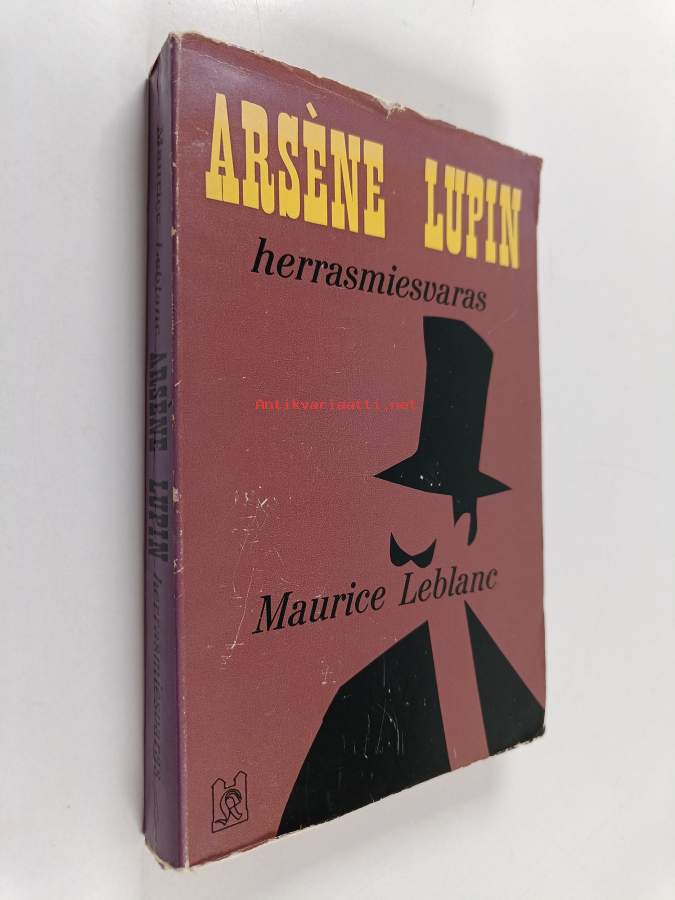 ARSÈNE LUPIN
herrasmiesvaras
Antikvariaatti.net
Maurice Leblanc
Maurice Leblanc ARSÈNE LUPIN herrasmiesvaras